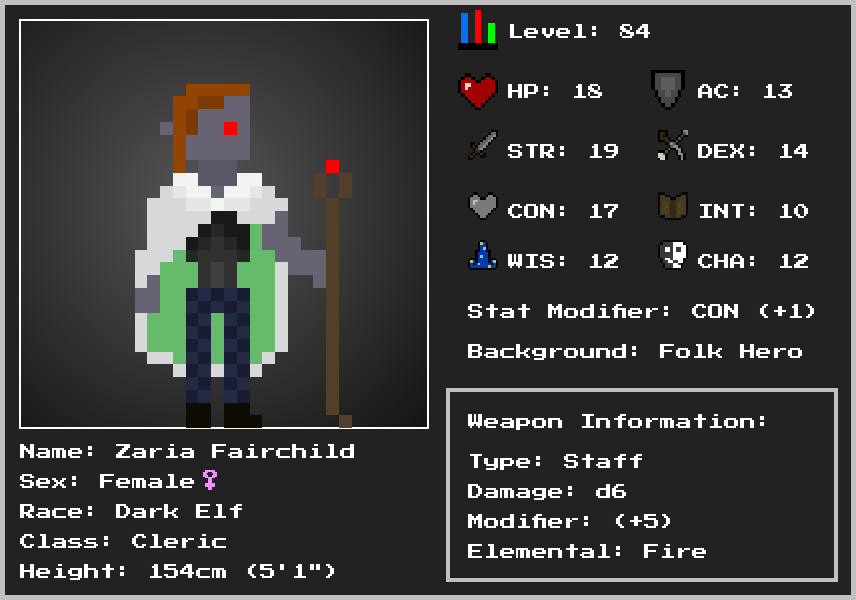 Level: 84
HP: 18 AC: 13
STR: 19 DEX: 14
CON: 17 INT: 10
WIS: 12 CHA: 12
Stat Modifier: CON (+1)
Background: Folk Hero
Weapon Information:
Type: Staff
Damage: d6
Modifier: (+5)
Elemental: Fire
Name: Zaria Fairchild
Sex: Female♀
Race: Dark Elf
Class: Cleric
Height: 154cm (5'1")